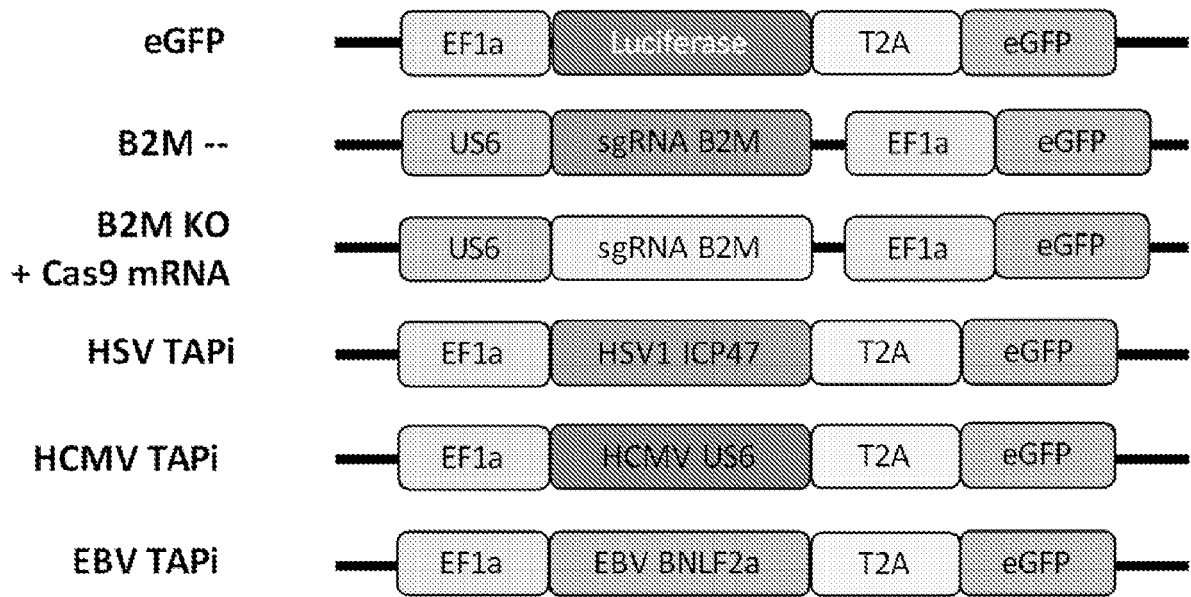 eGFP EF1a Luciferase T2A eGFP
B2M -- US6 sgRNA B2M EF1a eGFP
B2M KO
+ Cas9 mRNA US6 sgRNA B2M EF1a eGFP
HSV TAPi EF1a HSV1 ICP47 T2A eGFP
HCMV TAPi EF1a HCMV US6 T2A eGFP
EBV TAPi EF1a EBV BNLF2a T2A eGFP